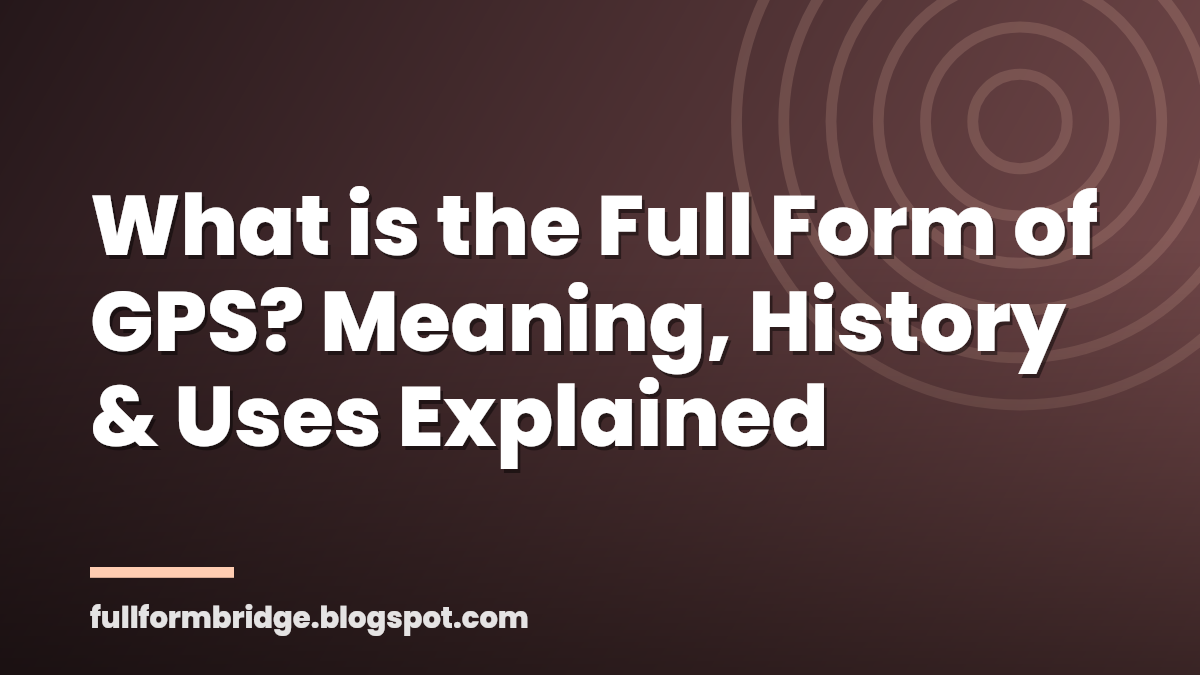 What is the Full Form of
GPS? Meaning, History
& Uses Explained
fullformbridge.blogspot.com